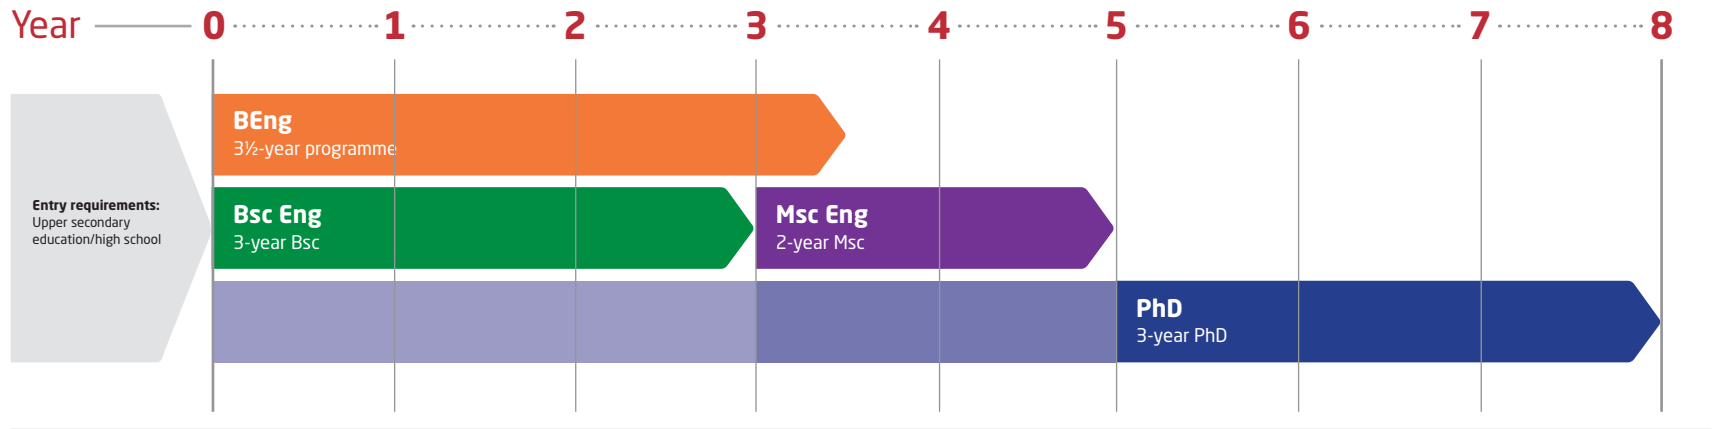 Year 0 1 2 3 4 5 6 7 8
BEng
3½-year programme
Entry requirements:
Upper secondary
education/high school
Bsc Eng
3-year Bsc
Msc Eng
2-year Msc
PhD
3-year PhD